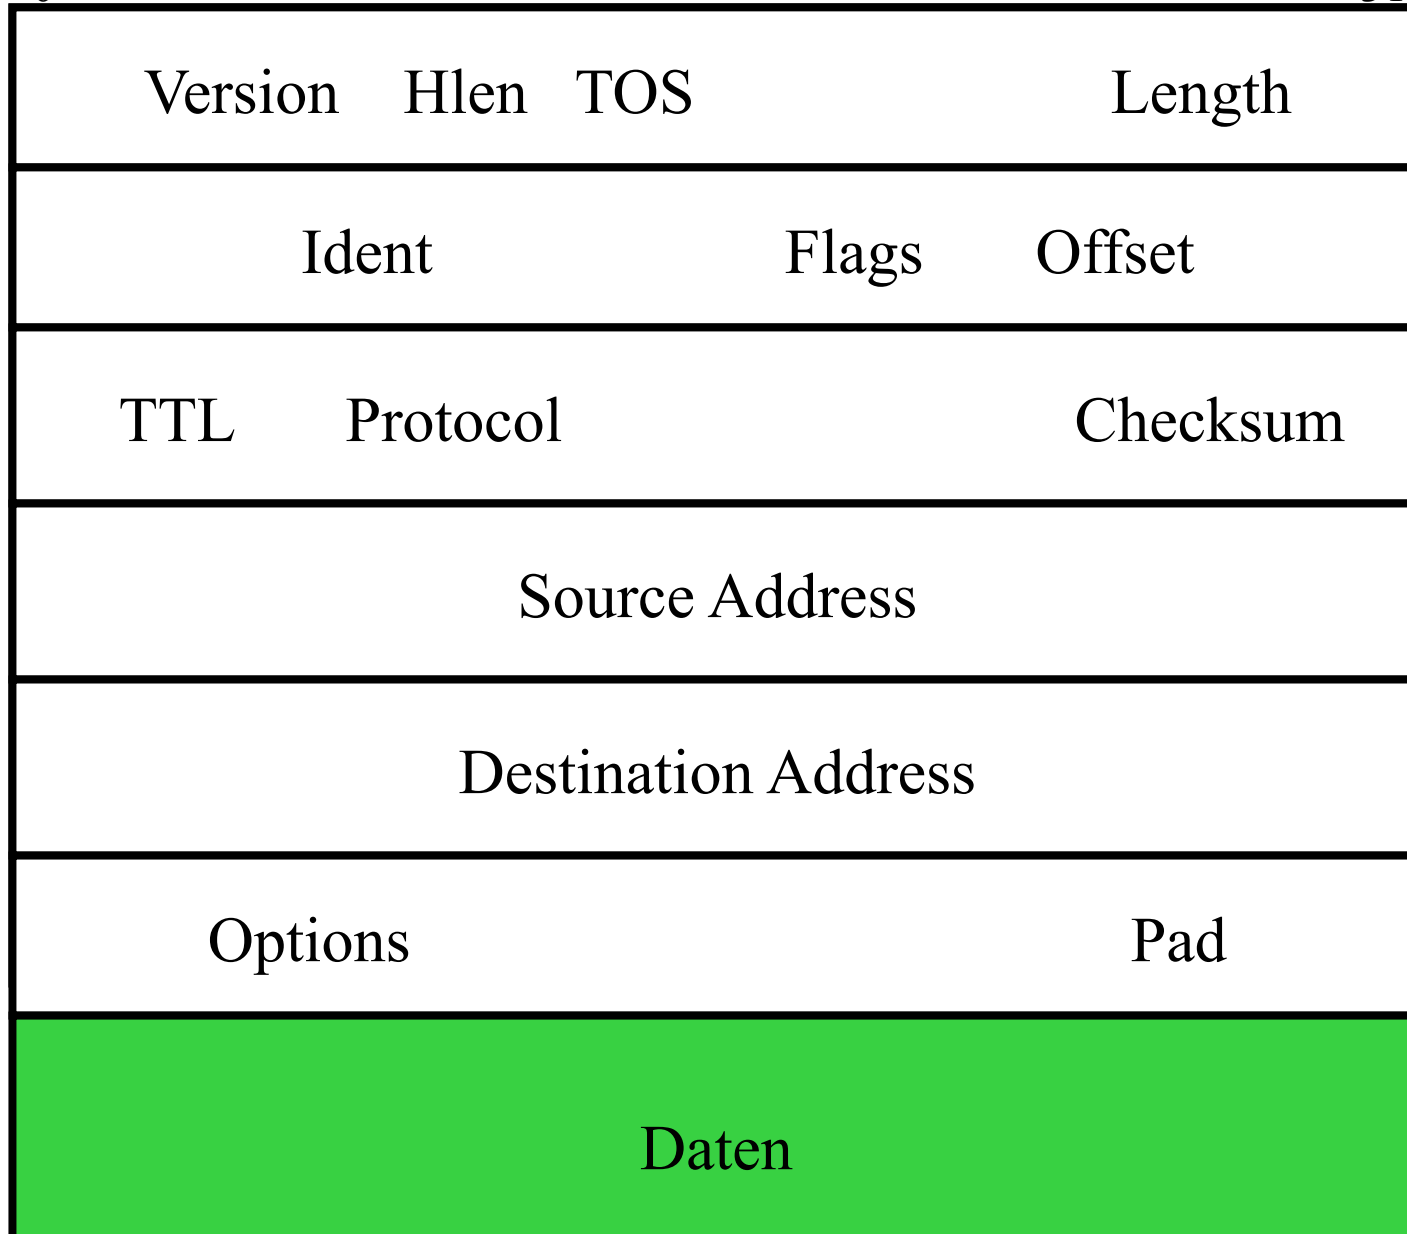 Version Hlen TOS Length
Ident Flags Offset
TTL Protocol Checksum
Source Address
Destination Address
Options Pad
Daten